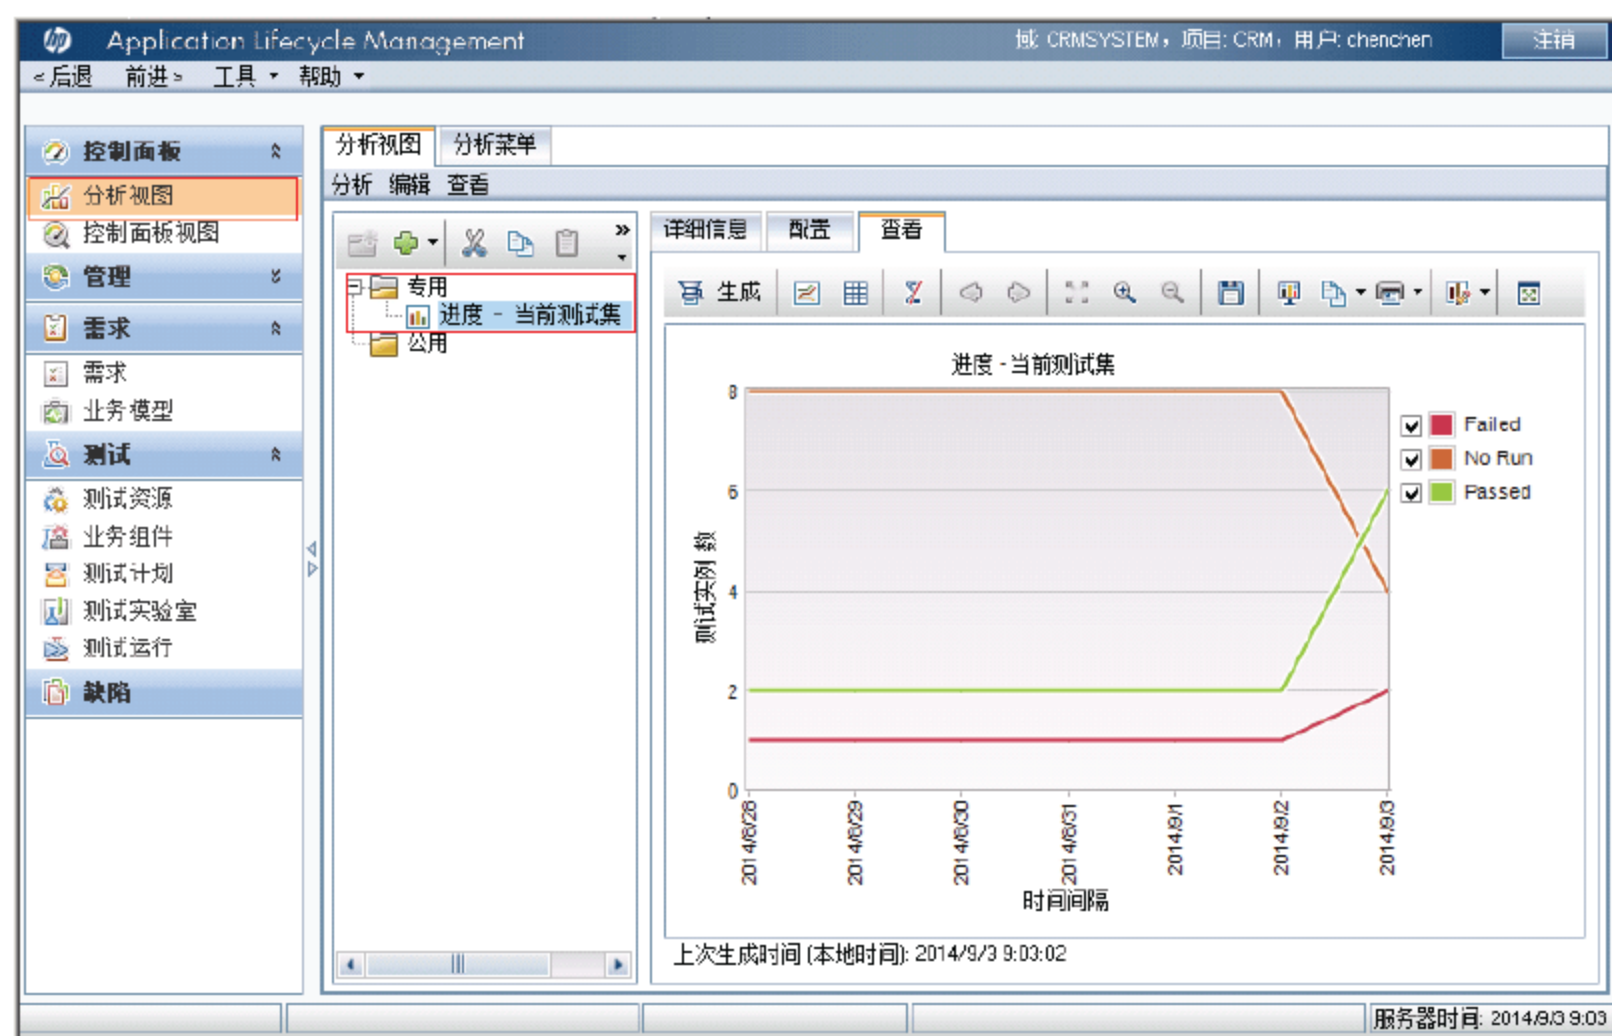 hp Application Lifecycle Management 域: CRMSYSTEM，项目: CRM，用户: chenchen 注销
<后退 前进> 工具 帮助
控制面板
分析视图
控制面板视图
管理
需求
需求
业务模型
测试
测试资源
业务组件
测试计划
测试实验室
测试运行
缺陷
分析视图 分析菜单
分析 编辑 查看
专用
进度 - 当前测试集
公用
详细信息 配置 查看
生成
进度 - 当前测试集
8
6
4
2
0
测试实例 数
2014/8/28 2014/8/29 2014/8/30 2014/8/31 2014/9/1 2014/9/2 2014/9/3
时间间隔
Failed
No Run
Passed
上次生成时间 (本地时间): 2014/9/3 9:03:02
服务器时间: 2014/9/3 9:03